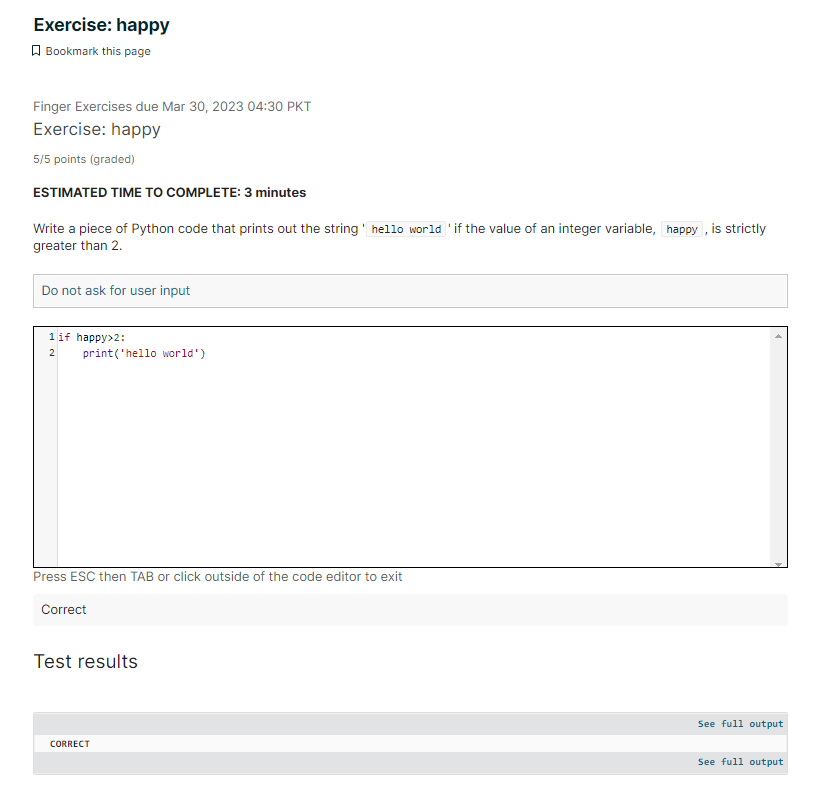 Exercise: happy
Bookmark this page
Finger Exercises due Mar 30, 2023 04:30 PKT
Exercise: happy
5/5 points (graded)
ESTIMATED TIME TO COMPLETE: 3 minutes
Write a piece of Python code that prints out the string ' hello world ' if the value of an integer variable, happy , is strictly
greater than 2.
Do not ask for user input
1 if happy>2:
2     print('hello world')
Press ESC then TAB or click outside of the code editor to exit
Correct
Test results
See full output
CORRECT
See full output